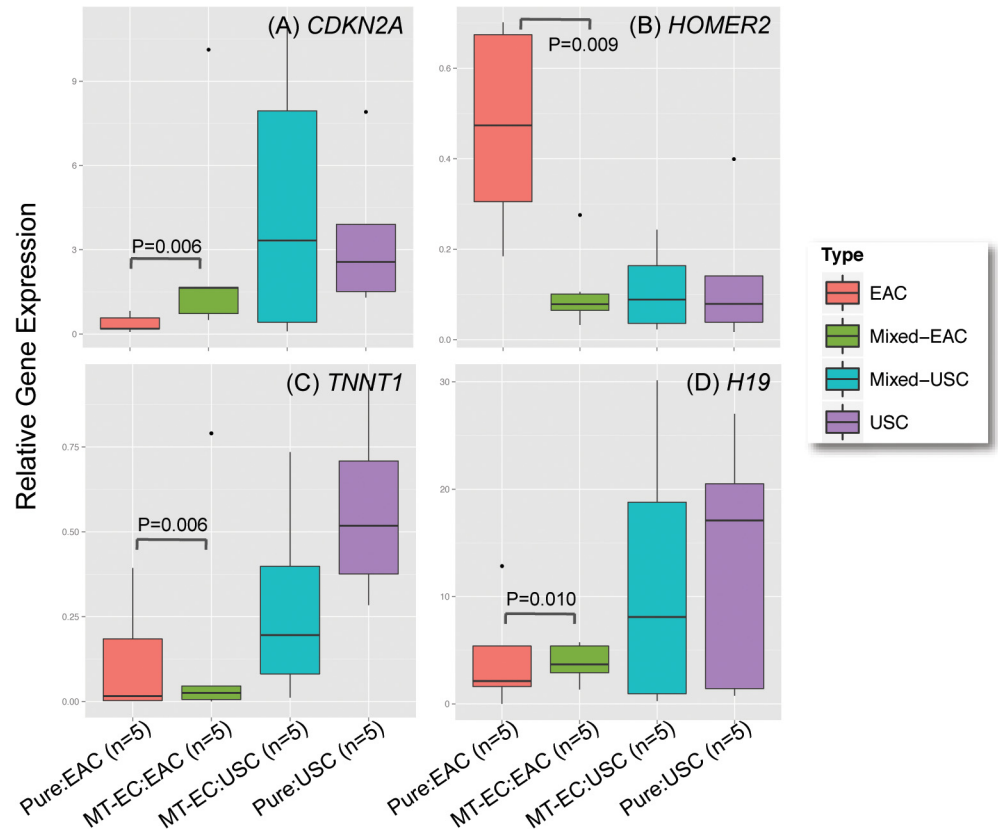 Relative Gene Expression
(A) CDKN2A
9
6
3
0
P=0.006
(B) HOMER2
0.6
0.4
0.2
0.0
P=0.009
(C) TNNT1
0.75
0.50
0.25
0.00
P=0.006
(D) H19
30
20
10
0
P=0.010
Pure:EAC (n=5)
MT-EC:EAC (n=5)
MT-EC:USC (n=5)
Pure:USC (n=5)
Pure:EAC (n=5)
MT-EC:EAC (n=5)
MT-EC:USC (n=5)
Pure:USC (n=5)
Type
EAC
Mixed-EAC
Mixed-USC
USC